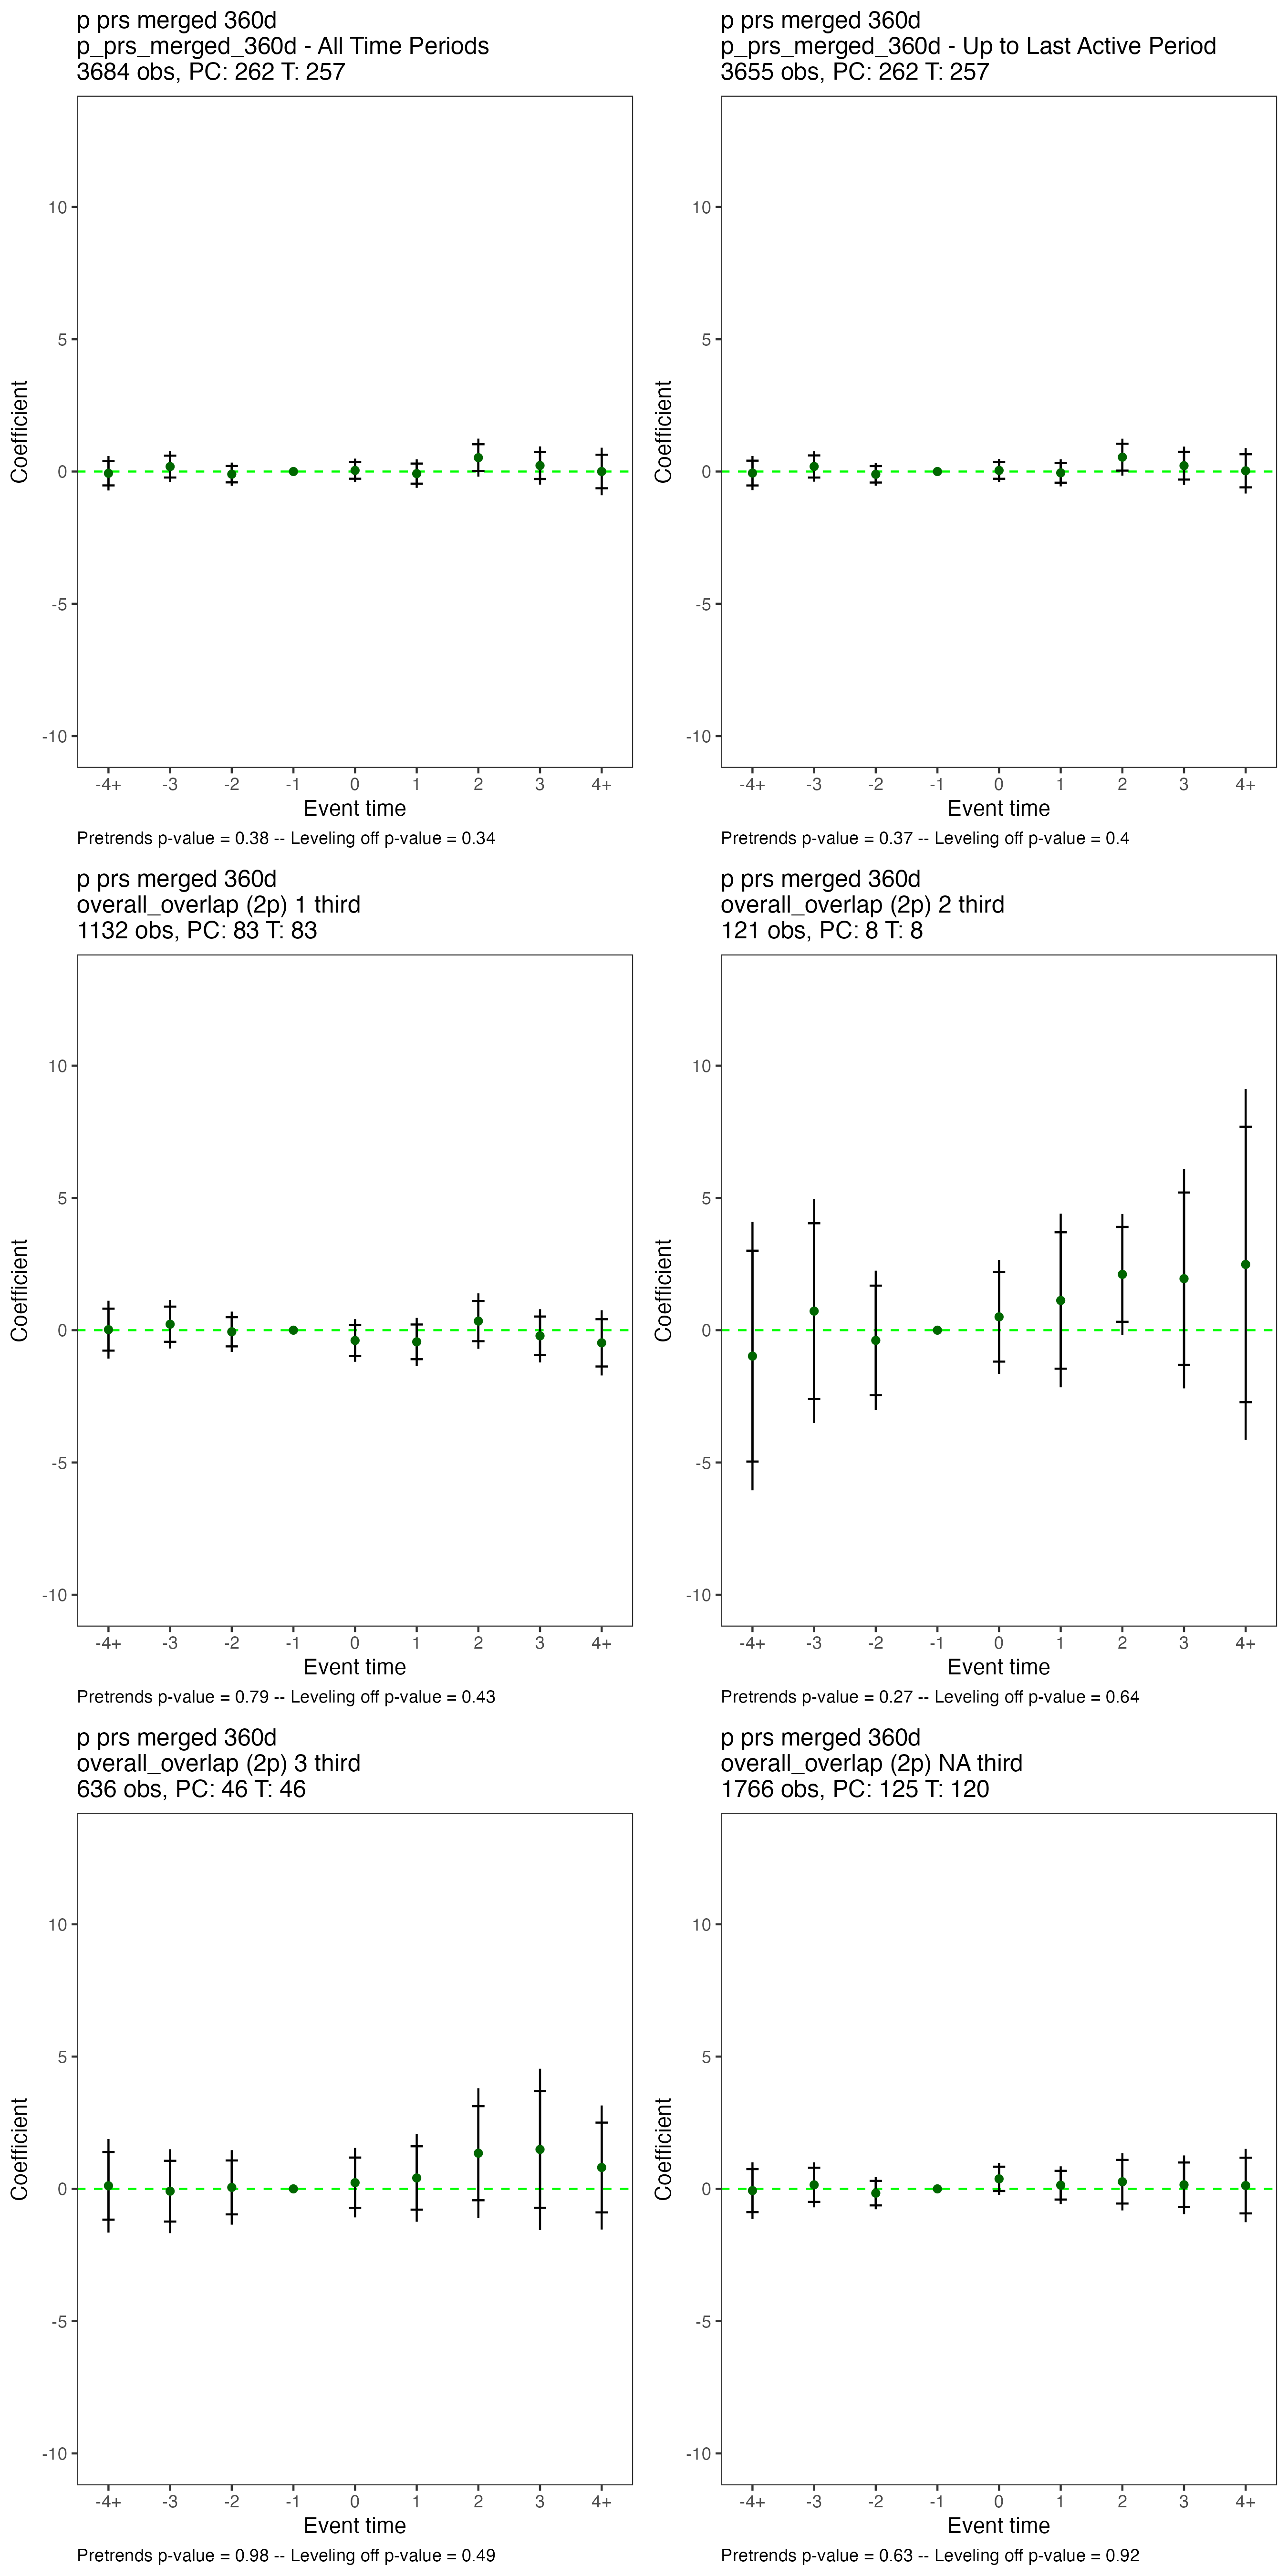 p prs merged 360d
p_prs_merged_360d - All Time Periods
3684 obs, PC: 262 T: 257
10
5
0
-5
-10
Coefficient
-4+ -3 -2 -1 0 1 2 3 4+
Event time
Pretrends p-value = 0.38 -- Leveling off p-value = 0.34
p prs merged 360d
p_prs_merged_360d - Up to Last Active Period
3655 obs, PC: 262 T: 257
10
5
0
-5
-10
Coefficient
-4+ -3 -2 -1 0 1 2 3 4+
Event time
Pretrends p-value = 0.37 -- Leveling off p-value = 0.4
p prs merged 360d
overall_overlap (2p) 1 third
1132 obs, PC: 83 T: 83
10
5
0
-5
-10
Coefficient
-4+ -3 -2 -1 0 1 2 3 4+
Event time
Pretrends p-value = 0.79 -- Leveling off p-value = 0.43
p prs merged 360d
overall_overlap (2p) 2 third
121 obs, PC: 8 T: 8
10
5
0
-5
-10
Coefficient
-4+ -3 -2 -1 0 1 2 3 4+
Event time
Pretrends p-value = 0.27 -- Leveling off p-value = 0.64
p prs merged 360d
overall_overlap (2p) 3 third
636 obs, PC: 46 T: 46
10
5
0
-5
-10
Coefficient
-4+ -3 -2 -1 0 1 2 3 4+
Event time
Pretrends p-value = 0.98 -- Leveling off p-value = 0.49
p prs merged 360d
overall_overlap (2p) NA third
1766 obs, PC: 125 T: 120
10
5
0
-5
-10
Coefficient
-4+ -3 -2 -1 0 1 2 3 4+
Event time
Pretrends p-value = 0.63 -- Leveling off p-value = 0.92